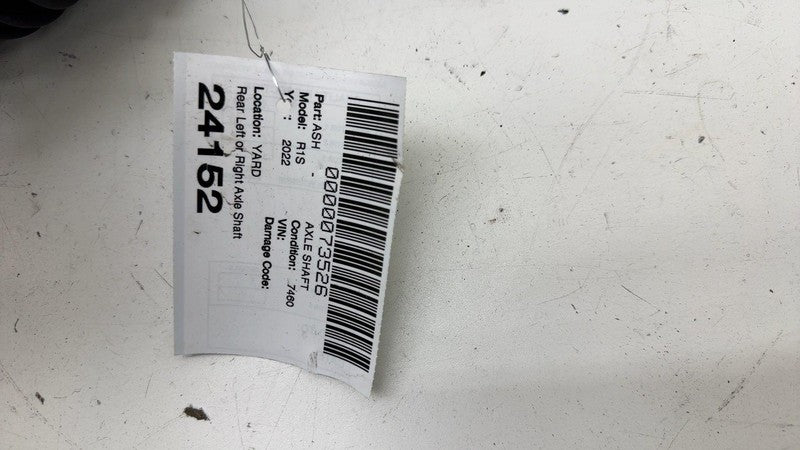 0000073526
Part: ASH - AXLE SHAFT
Model: R1S Condition: .7460
2022 VIN:
Damage Code:
Location: YARD
Rear Left or Right Axle Shaft
24152